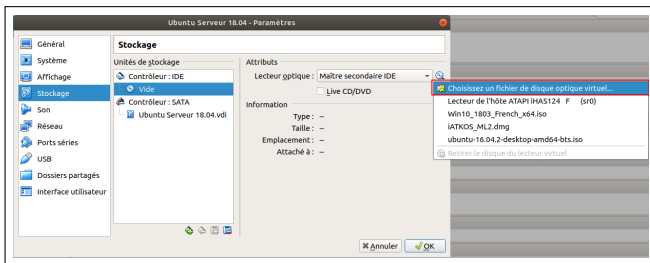 Ubuntu Serveur 18.04 - Paramètres
Général
Système
Affichage
Stockage
Son
Réseau
Ports séries
USB
Dossiers partagés
Interface utilisateur
Stockage
Unités de stockage
Contrôleur : IDE
Vide
Contrôleur : SATA
Ubuntu Serveur 18.04.vdi
Attributs
Lecteur optique : Maître secondaire IDE
Live CD/DVD
Information
Type : --
Taille : --
Emplacement : --
Attaché à : --
Choisissez un fichier de disque optique virtuel...
Lecteur de l'hôte ATAPI iHAS124 F (sr0)
Win10_1803_French_x64.iso
iATKOS_ML2.dmg
ubuntu-16.04.2-desktop-amd64-bts.iso
Retirer le disque du lecteur virtuel
Annuler
OK